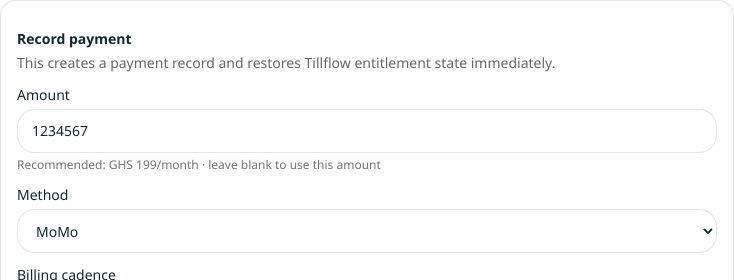 Record payment
This creates a payment record and restores Tillflow entitlement state immediately.
Amount
1234567
Recommended: GHS 199/month · leave blank to use this amount
Method
MoMo
Billing cadence